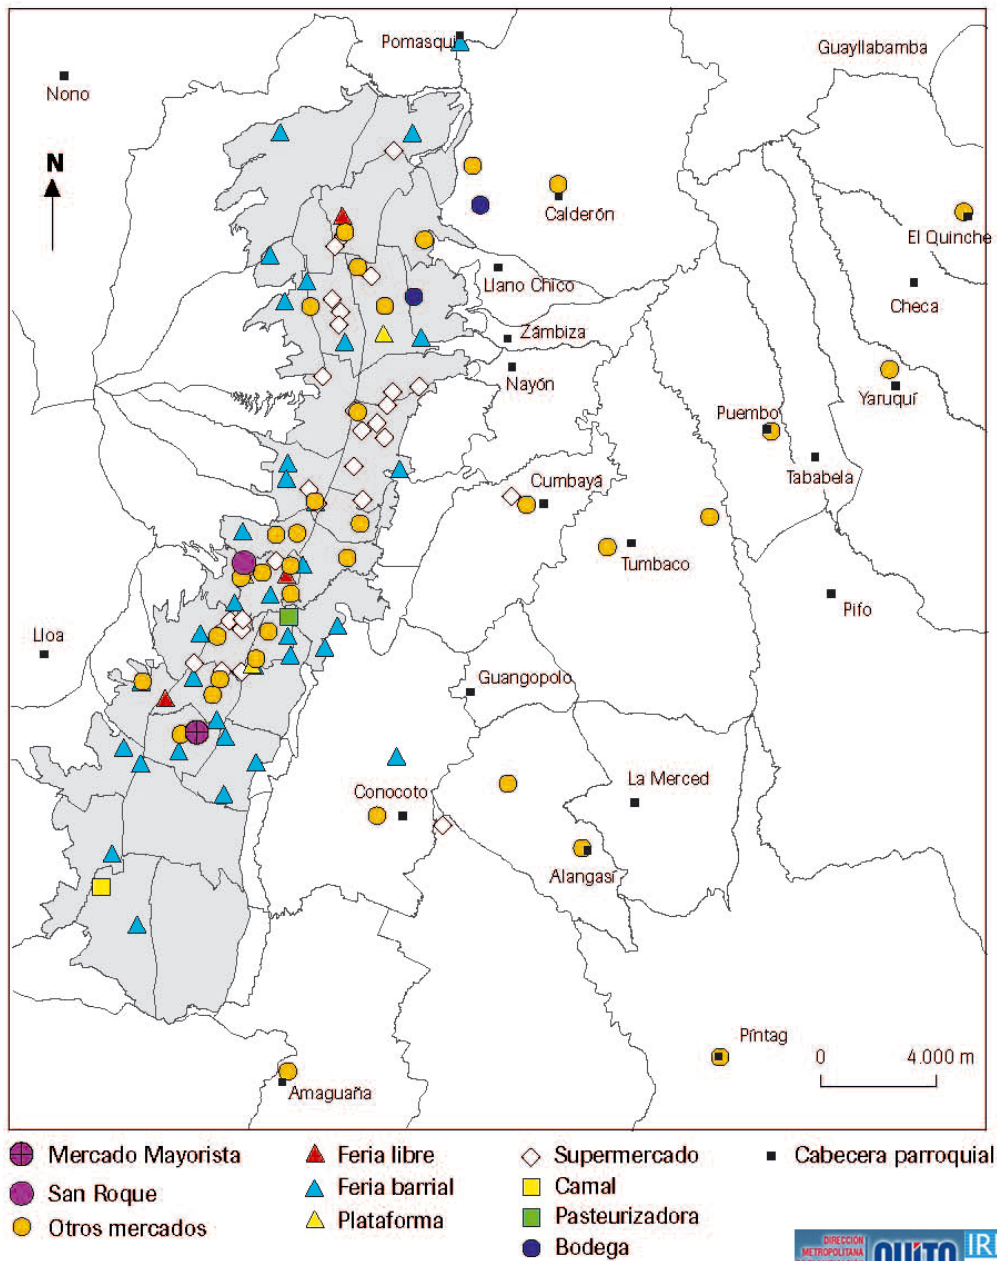 Pomasqui
Guayllabamba
Nono
N
Calderón
El Quinche
Llano Chico
Checa
Zámbiza
Nayón
Yaruquí
Puembo
Tababela
Cumbayá
Tumbaco
Pifo
Lloa
Guangopolo
La Merced
Conocoto
Alangasí
Píntag
0 4.000 m
Amaguaña
Mercado Mayorista
San Roque
Otros mercados
Feria libre
Feria barrial
Plataforma
Supermercado
Camal
Pasteurizadora
Bodega
Cabecera parroquial
DIRECCIÓN
METROPOLITANA
QUITO